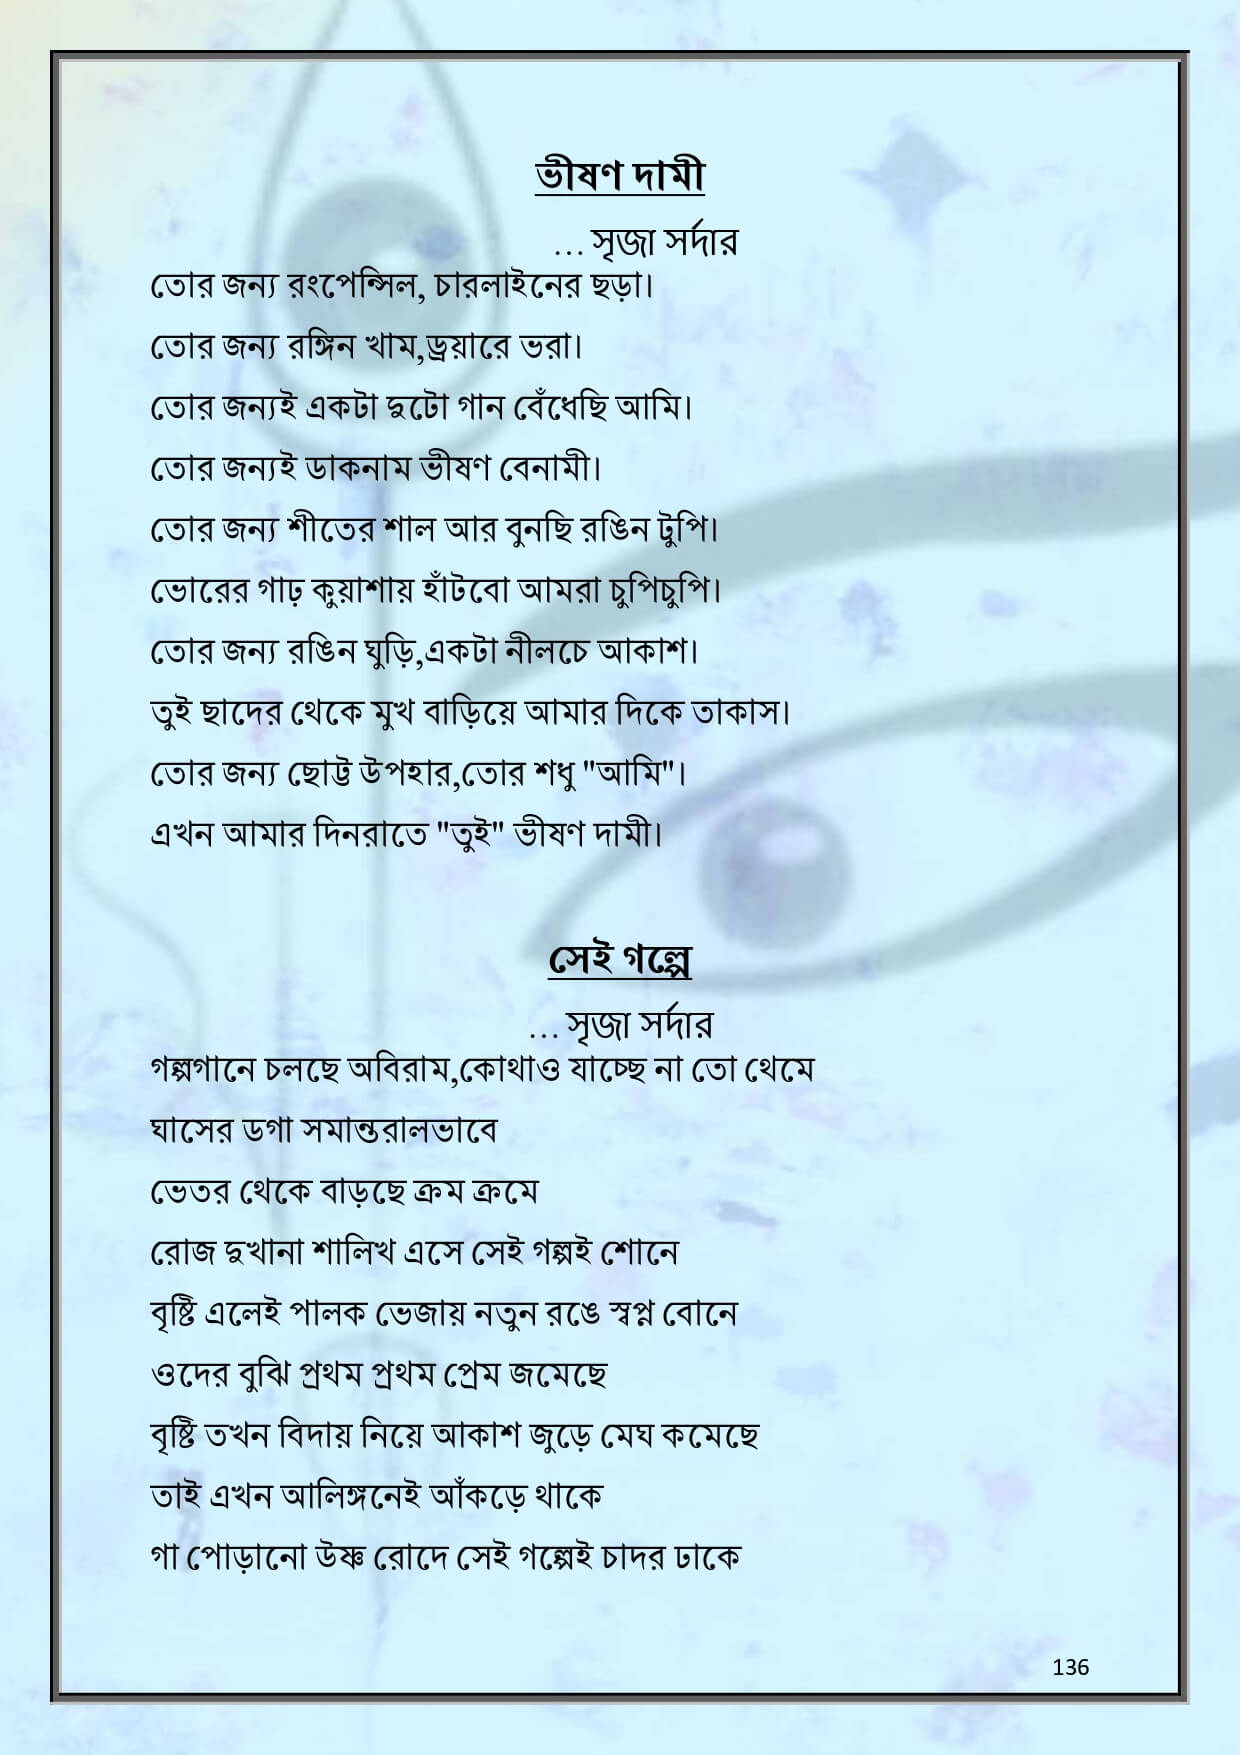 ভীষণ দামী
... সৃজা সর্দার
তোর জন্য রংপেন্সিল, চারলাইনের ছড়া।
তোর জন্য রঙ্গিন খাম,ড্রয়ারে ভরা।
তোর জন্যই একটা দুটো গান বেঁধেছি আমি।
তোর জন্যই ডাকনাম ভীষণ বেনামী।
তোর জন্য শীতের শাল আর বুনছি রঙিন টুপি।
ভোরের গাঢ় কুয়াশায় হাঁটবো আমরা চুপিচুপি।
তোর জন্য রঙিন ঘুড়ি,একটা নীলচে আকাশ।
তুই ছাদের থেকে মুখ বাড়িয়ে আমার দিকে তাকাস।
তোর জন্য ছোট্ট উপহার,তোর শধু "আমি"।
এখন আমার দিনরাতে "তুই" ভীষণ দামী।
সেই গল্পে
... সৃজা সর্দার
গল্পগানে চলছে অবিরাম,কোথাও যাচ্ছে না তো থেমে
ঘাসের ডগা সমান্তরালভাবে
ভেতর থেকে বাড়ছে ক্রম ক্রমে
রোজ দুখানা শালিখ এসে সেই গল্পই শোনে
বৃষ্টি এলেই পালক ভেজায় নতুন রঙে স্বপ্ন বোনে
ওদের বুঝি প্রথম প্রথম প্রেম জমেছে
বৃষ্টি তখন বিদায় নিয়ে আকাশ জুড়ে মেঘ কমেছে
তাই এখন আলিঙ্গনেই আঁকড়ে থাকে
গা পোড়ানো উষ্ণ রোদে সেই গল্পেই চাদর ঢাকে
136